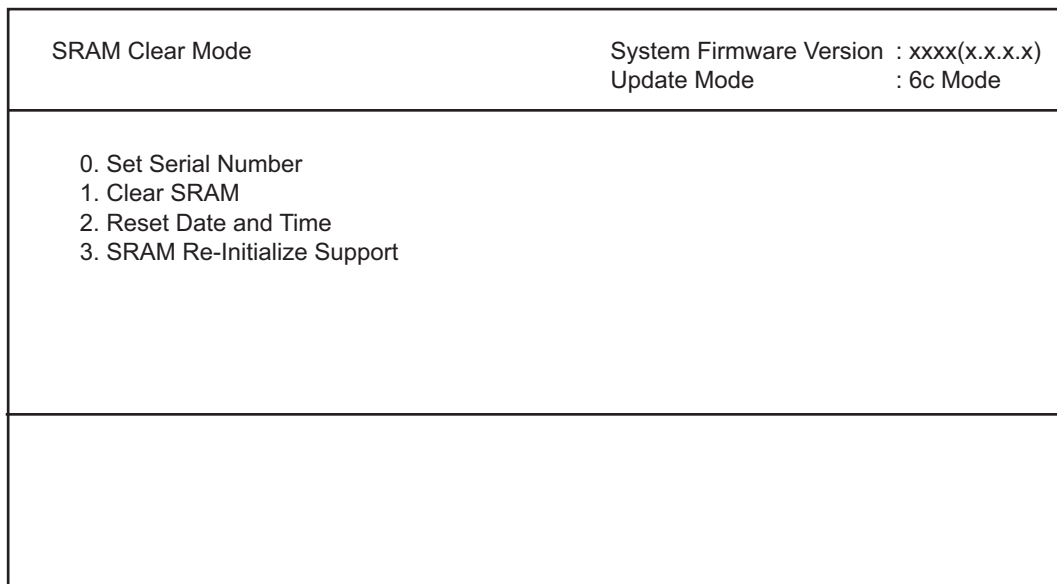 SRAM Clear Mode
System Firmware Version : xxxx(x.x.x.x)
Update Mode : 6c Mode
0. Set Serial Number
1. Clear SRAM
2. Reset Date and Time
3. SRAM Re-Initialize Support